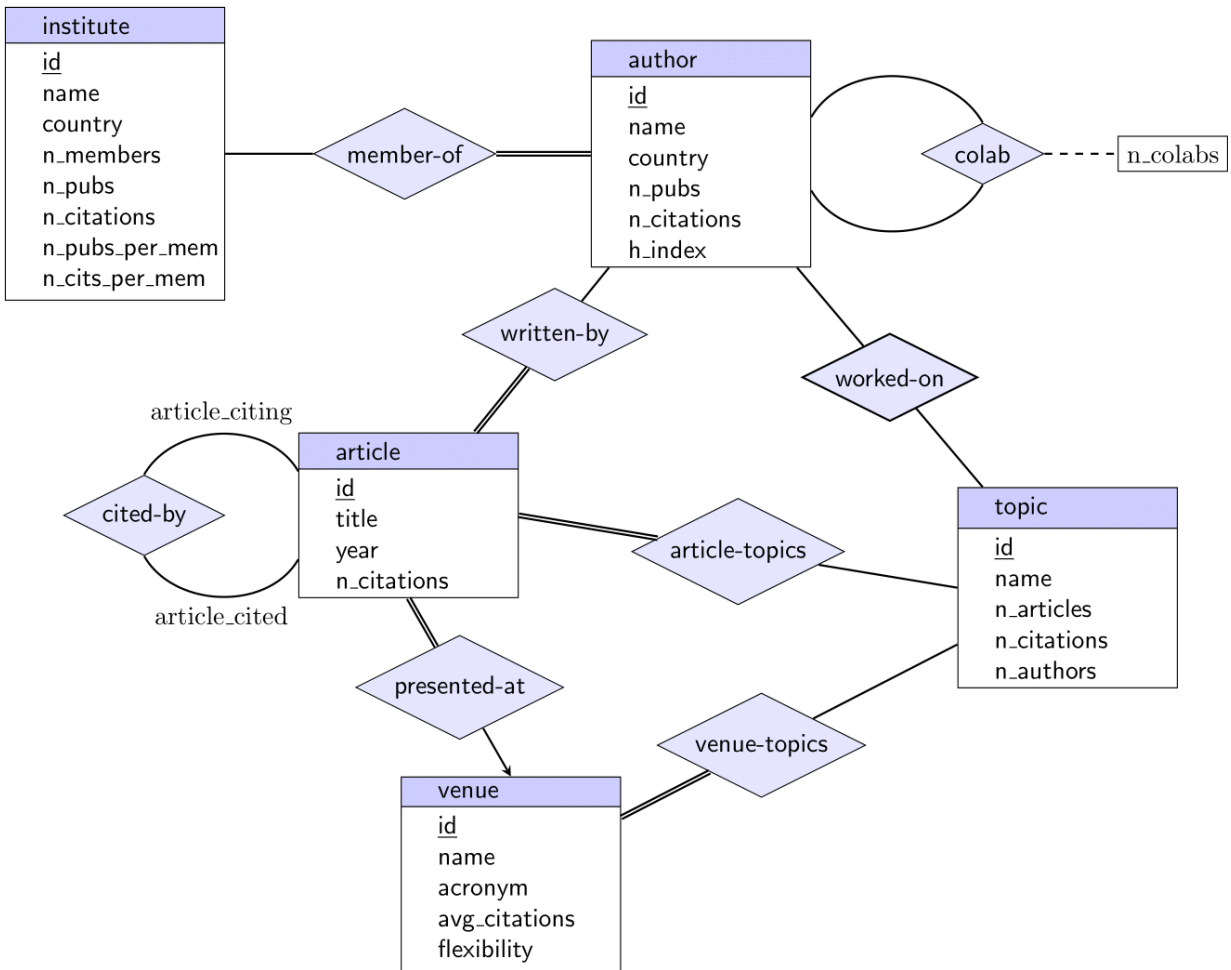 institute
id
name
country
n_members
n_pubs
n_citations
n_pubs_per_mem
n_cits_per_mem
member-of
author
id
name
country
n_pubs
n_citations
h_index
colab
n_colabs
written-by
worked-on
article_citing
cited-by
article_cited
article
id
title
year
n_citations
article-topics
topic
id
name
n_articles
n_citations
n_authors
presented-at
venue-topics
venue
id
name
acronym
avg_citations
flexibility